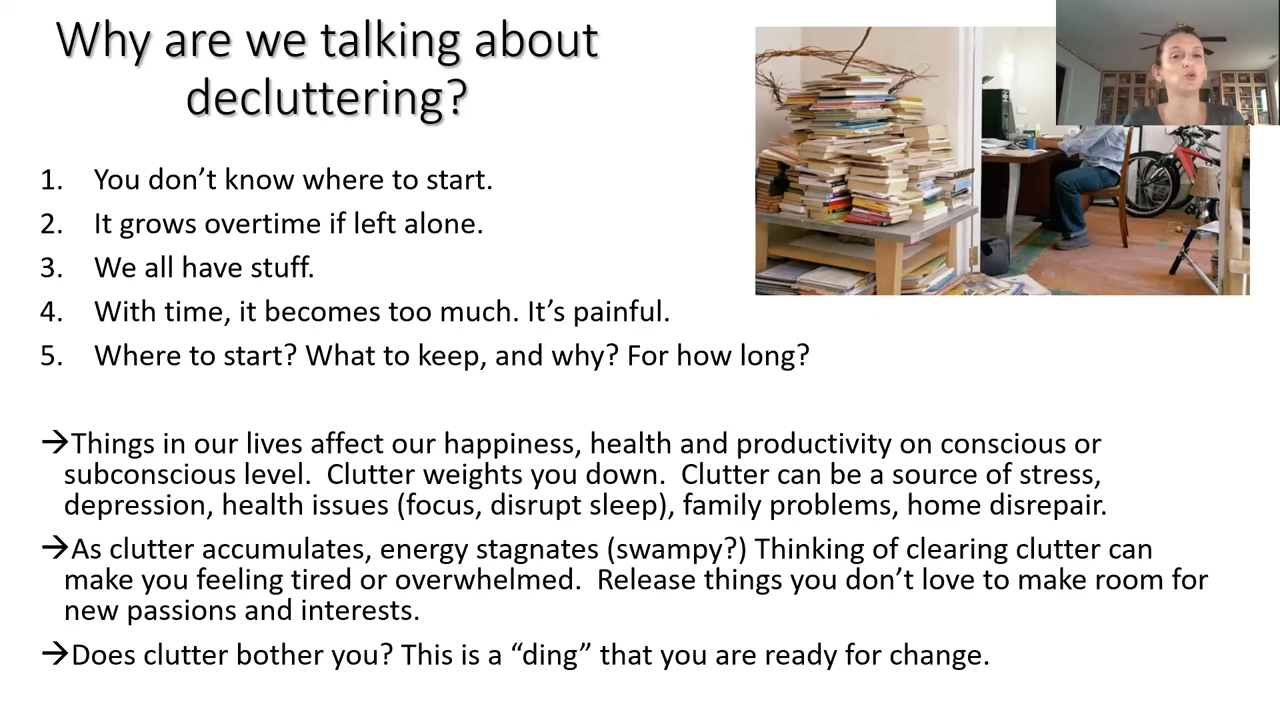 Why are we talking about
decluttering?
1. You don’t know where to start.
2. It grows overtime if left alone.
3. We all have stuff.
4. With time, it becomes too much. It’s painful.
5. Where to start? What to keep, and why? For how long?
→Things in our lives affect our happiness, health and productivity on conscious or
subconscious level.  Clutter weights you down.  Clutter can be a source of stress,
depression, health issues (focus, disrupt sleep), family problems, home disrepair.
→As clutter accumulates, energy stagnates (swampy?) Thinking of clearing clutter can
make you feeling tired or overwhelmed.  Release things you don’t love to make room for
new passions and interests.
→Does clutter bother you? This is a “ding” that you are ready for change.